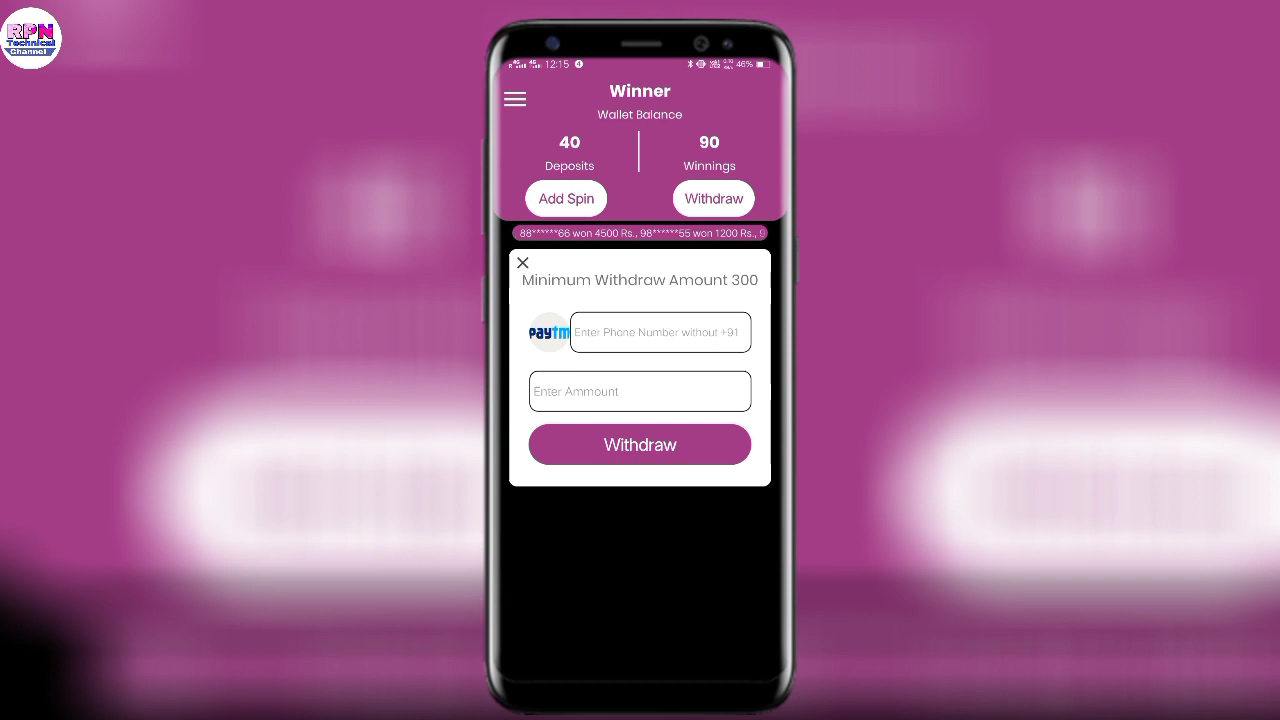 RPN
Technical
Channel
12:15
46%
Winner
Wallet Balance
40
90
Deposits
Winnings
Add Spin
Withdraw
88******66 won 4500 Rs., 98******55 won 1200 Rs., 9
Minimum Withdraw Amount 300
paytm
Enter Phone Number without +91
Enter Ammount
Withdraw